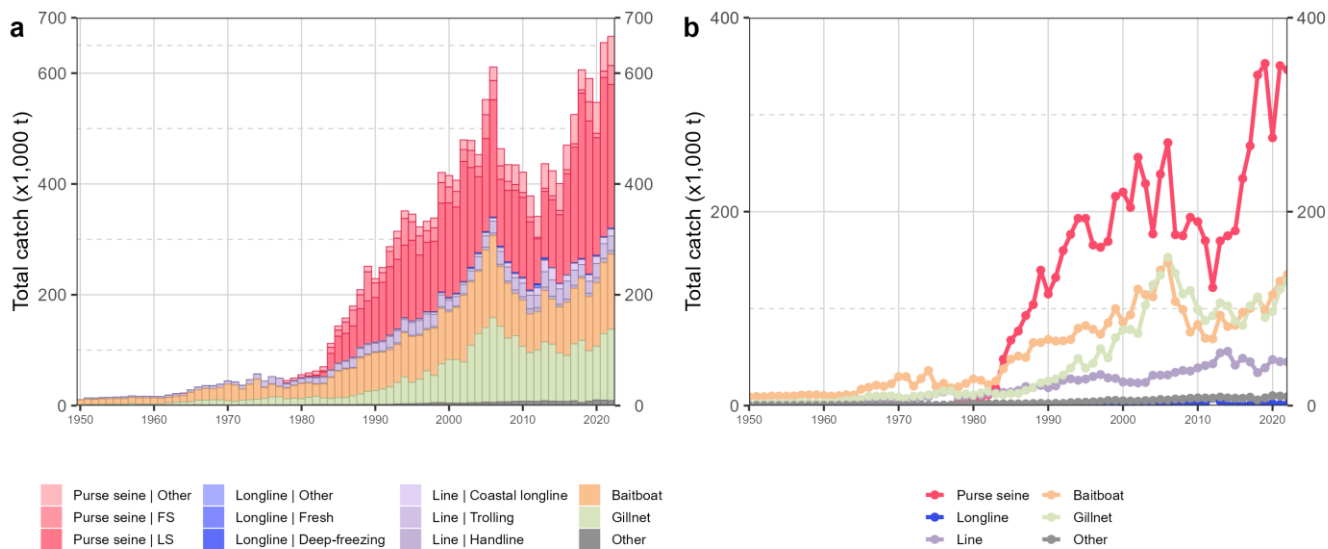 a
Total catch (x1,000 t)
700
600
400
200
0
700
600
400
200
0
1950 1960 1970 1980 1990 2000 2010 2020
b
Total catch (x1,000 t)
400
200
0
400
200
0
1950 1960 1970 1980 1990 2000 2010 2020
Purse seine | Other Longline | Other Line | Coastal longline Baitboat
Purse seine | FS Longline | Fresh Line | Trolling Gillnet
Purse seine | LS Longline | Deep-freezing Line | Handline Other
Purse seine Baitboat
Longline Gillnet
Line Other